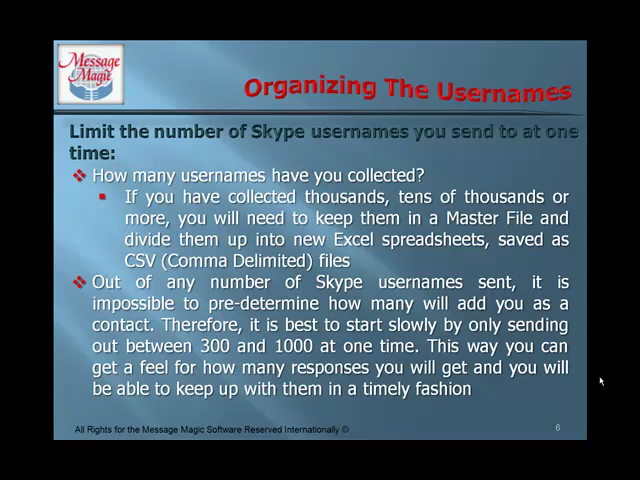 Message
Magic
Organizing The Usernames
Limit the number of Skype usernames you send to at one
time:
How many usernames have you collected?
If you have collected thousands, tens of thousands or
more, you will need to keep them in a Master File and
divide them up into new Excel spreadsheets, saved as
CSV (Comma Delimited) files
Out of any number of Skype usernames sent, it is
impossible to pre-determine how many will add you as a
contact. Therefore, it is best to start slowly by only sending
out between 300 and 1000 at one time. This way you can
get a feel for how many responses you will get and you will
be able to keep up with them in a timely fashion
All Rights for the Message Magic Software Reserved Internationally ©
6